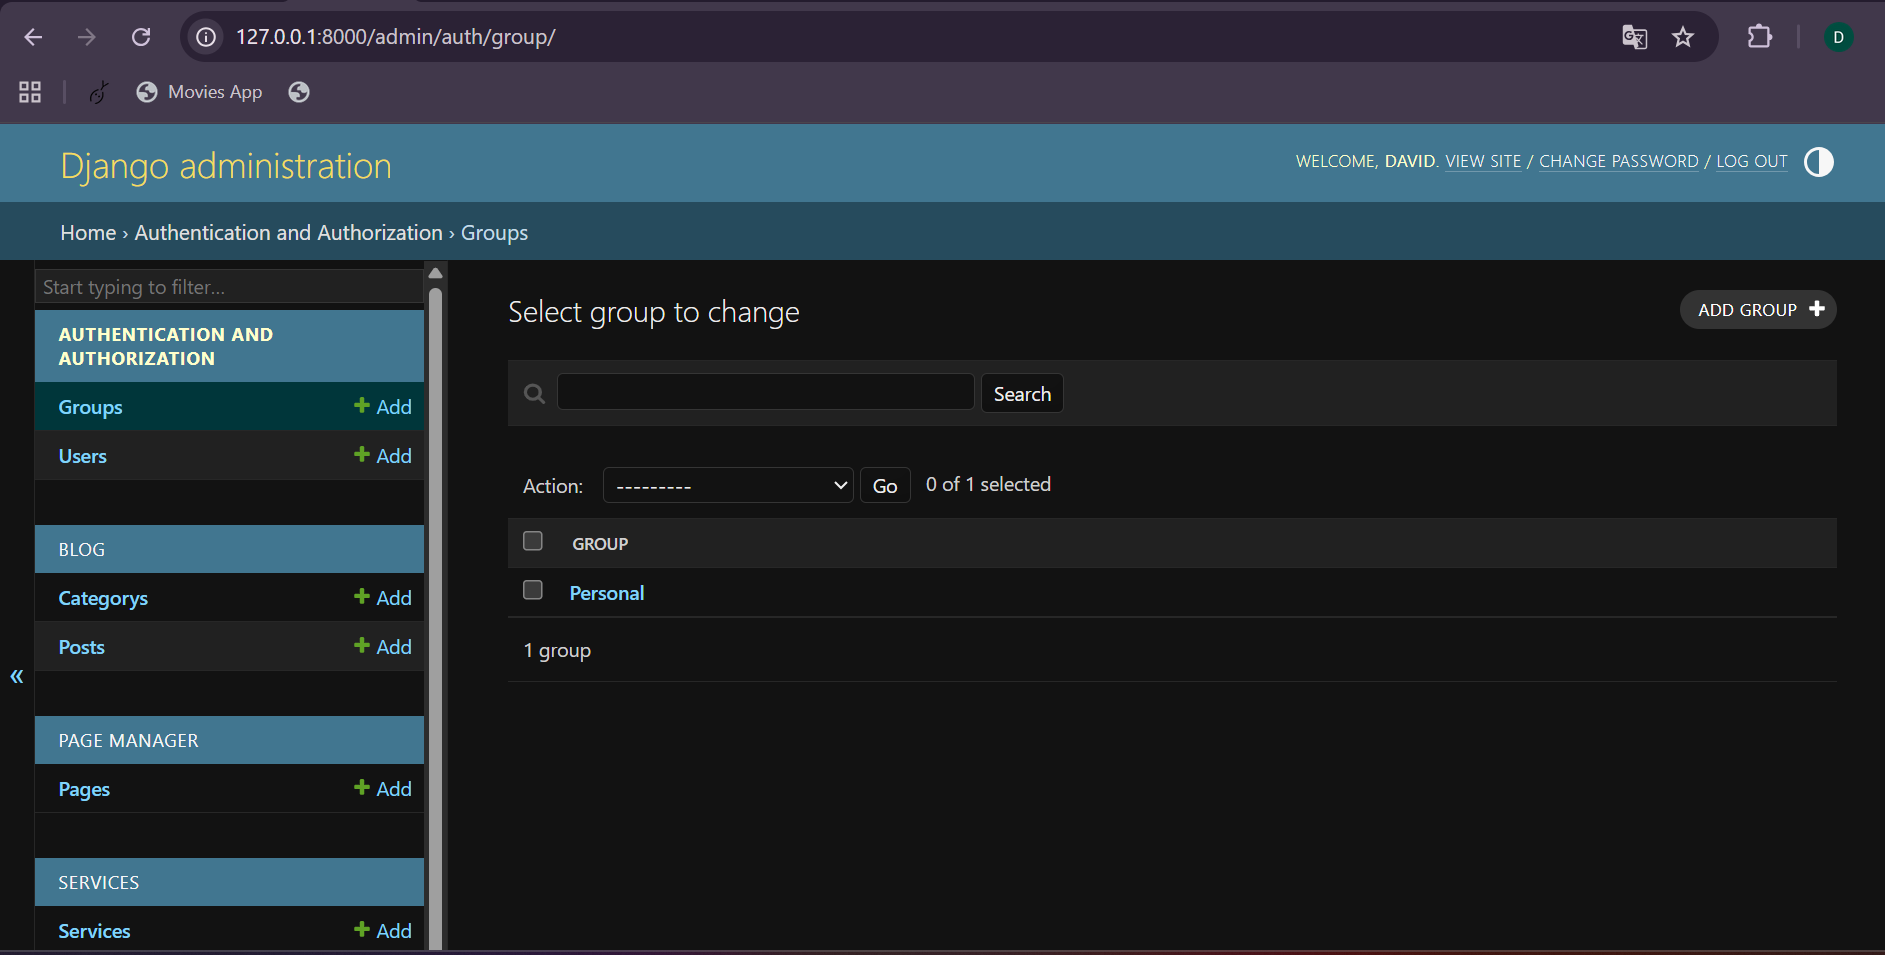 127.0.0.1:8000/admin/auth/group/
D
Movies App
Django administration
WELCOME, DAVID. VIEW SITE / CHANGE PASSWORD / LOG OUT
Home › Authentication and Authorization › Groups
Start typing to filter...
AUTHENTICATION AND
AUTHORIZATION
Groups + Add
Users + Add
BLOG
Categorys + Add
Posts + Add
«
PAGE MANAGER
Pages + Add
SERVICES
Services + Add
Select group to change
ADD GROUP +
Search
Action: --------- Go 0 of 1 selected
GROUP
Personal
1 group